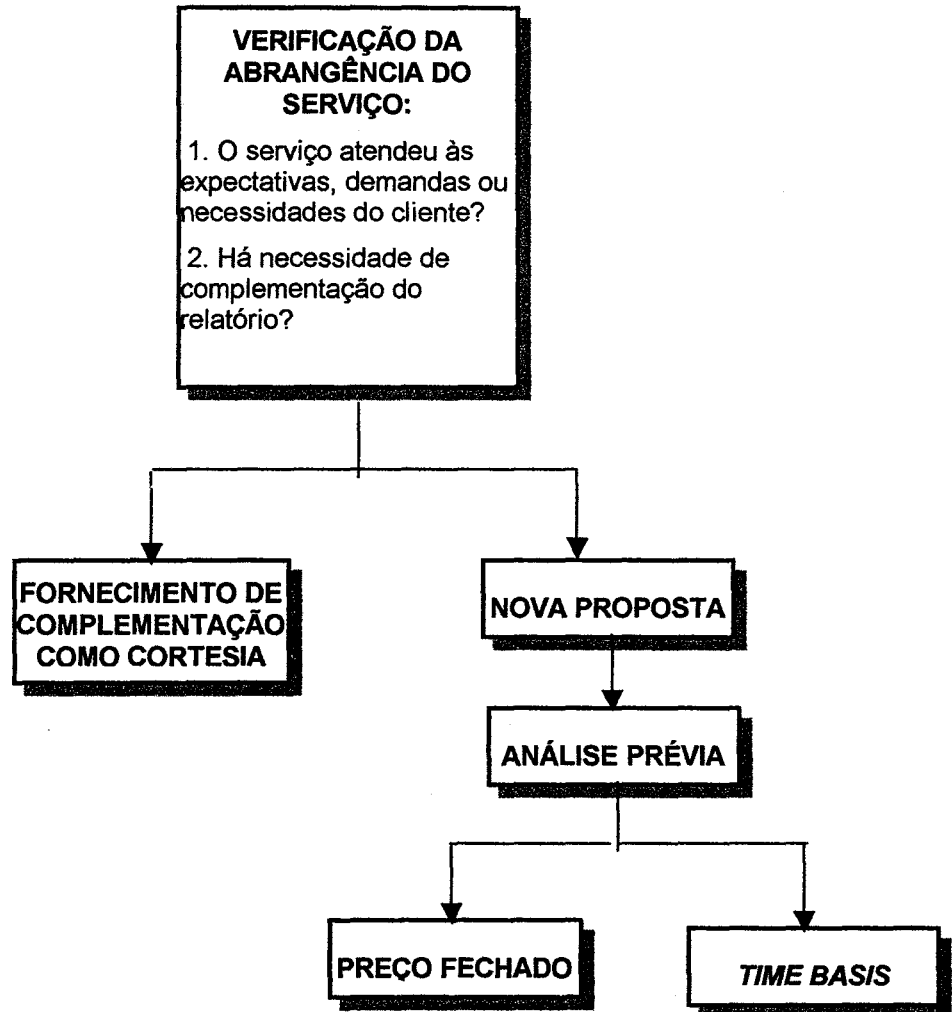 VERIFICAÇÃO DA
ABRANGÊNCIA DO
SERVIÇO:
1. O serviço atendeu às
expectativas, demandas ou
necessidades do cliente?
2. Há necessidade de
complementação do
relatório?
FORNECIMENTO DE
COMPLEMENTAÇÃO
COMO CORTESIA
NOVA PROPOSTA
ANÁLISE PRÉVIA
PREÇO FECHADO
TIME BASIS